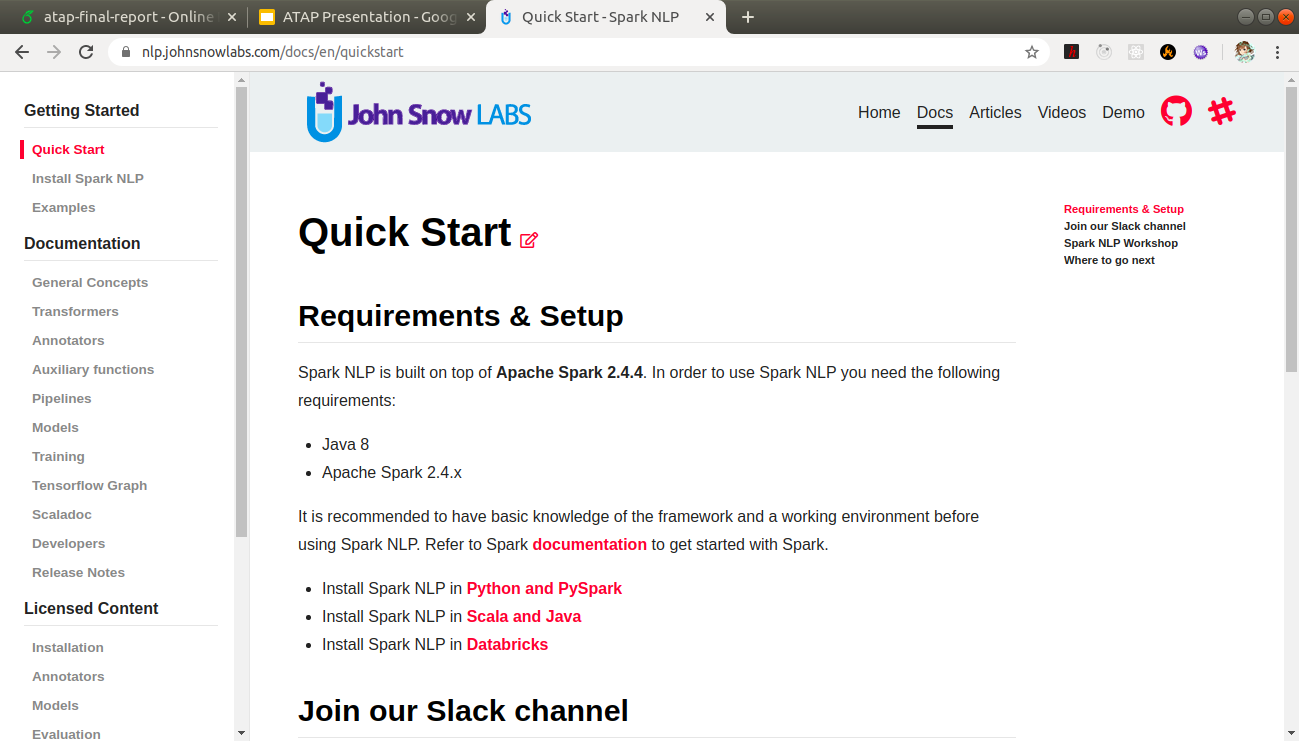 atap-final-report - Online
ATAP Presentation - Goog
Quick Start - Spark NLP
nlp.johnsnowlabs.com/docs/en/quickstart
Getting Started
Quick Start
Install Spark NLP
Examples
Documentation
General Concepts
Transformers
Annotators
Auxiliary functions
Pipelines
Models
Training
Tensorflow Graph
Scaladoc
Developers
Release Notes
Licensed Content
Installation
Annotators
Models
Evaluation
John Snow LABS
Home Docs Articles Videos Demo
Quick Start
Requirements & Setup
Spark NLP is built on top of Apache Spark 2.4.4. In order to use Spark NLP you need the following
requirements:
Java 8
Apache Spark 2.4.x
It is recommended to have basic knowledge of the framework and a working environment before
using Spark NLP. Refer to Spark documentation to get started with Spark.
Install Spark NLP in Python and PySpark
Install Spark NLP in Scala and Java
Install Spark NLP in Databricks
Join our Slack channel
Requirements & Setup
Join our Slack channel
Spark NLP Workshop
Where to go next